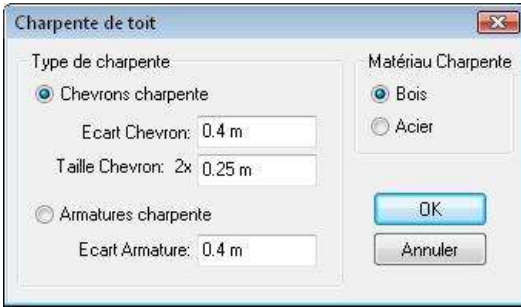 Charpente de toit
Type de charpente
Chevrons charpente
Ecart Chevron: 0.4 m
Taille Chevron: 2x 0.25 m
Armatures charpente
Ecart Armature: 0.4 m
Matériau Charpente
Bois
Acier
OK
Annuler